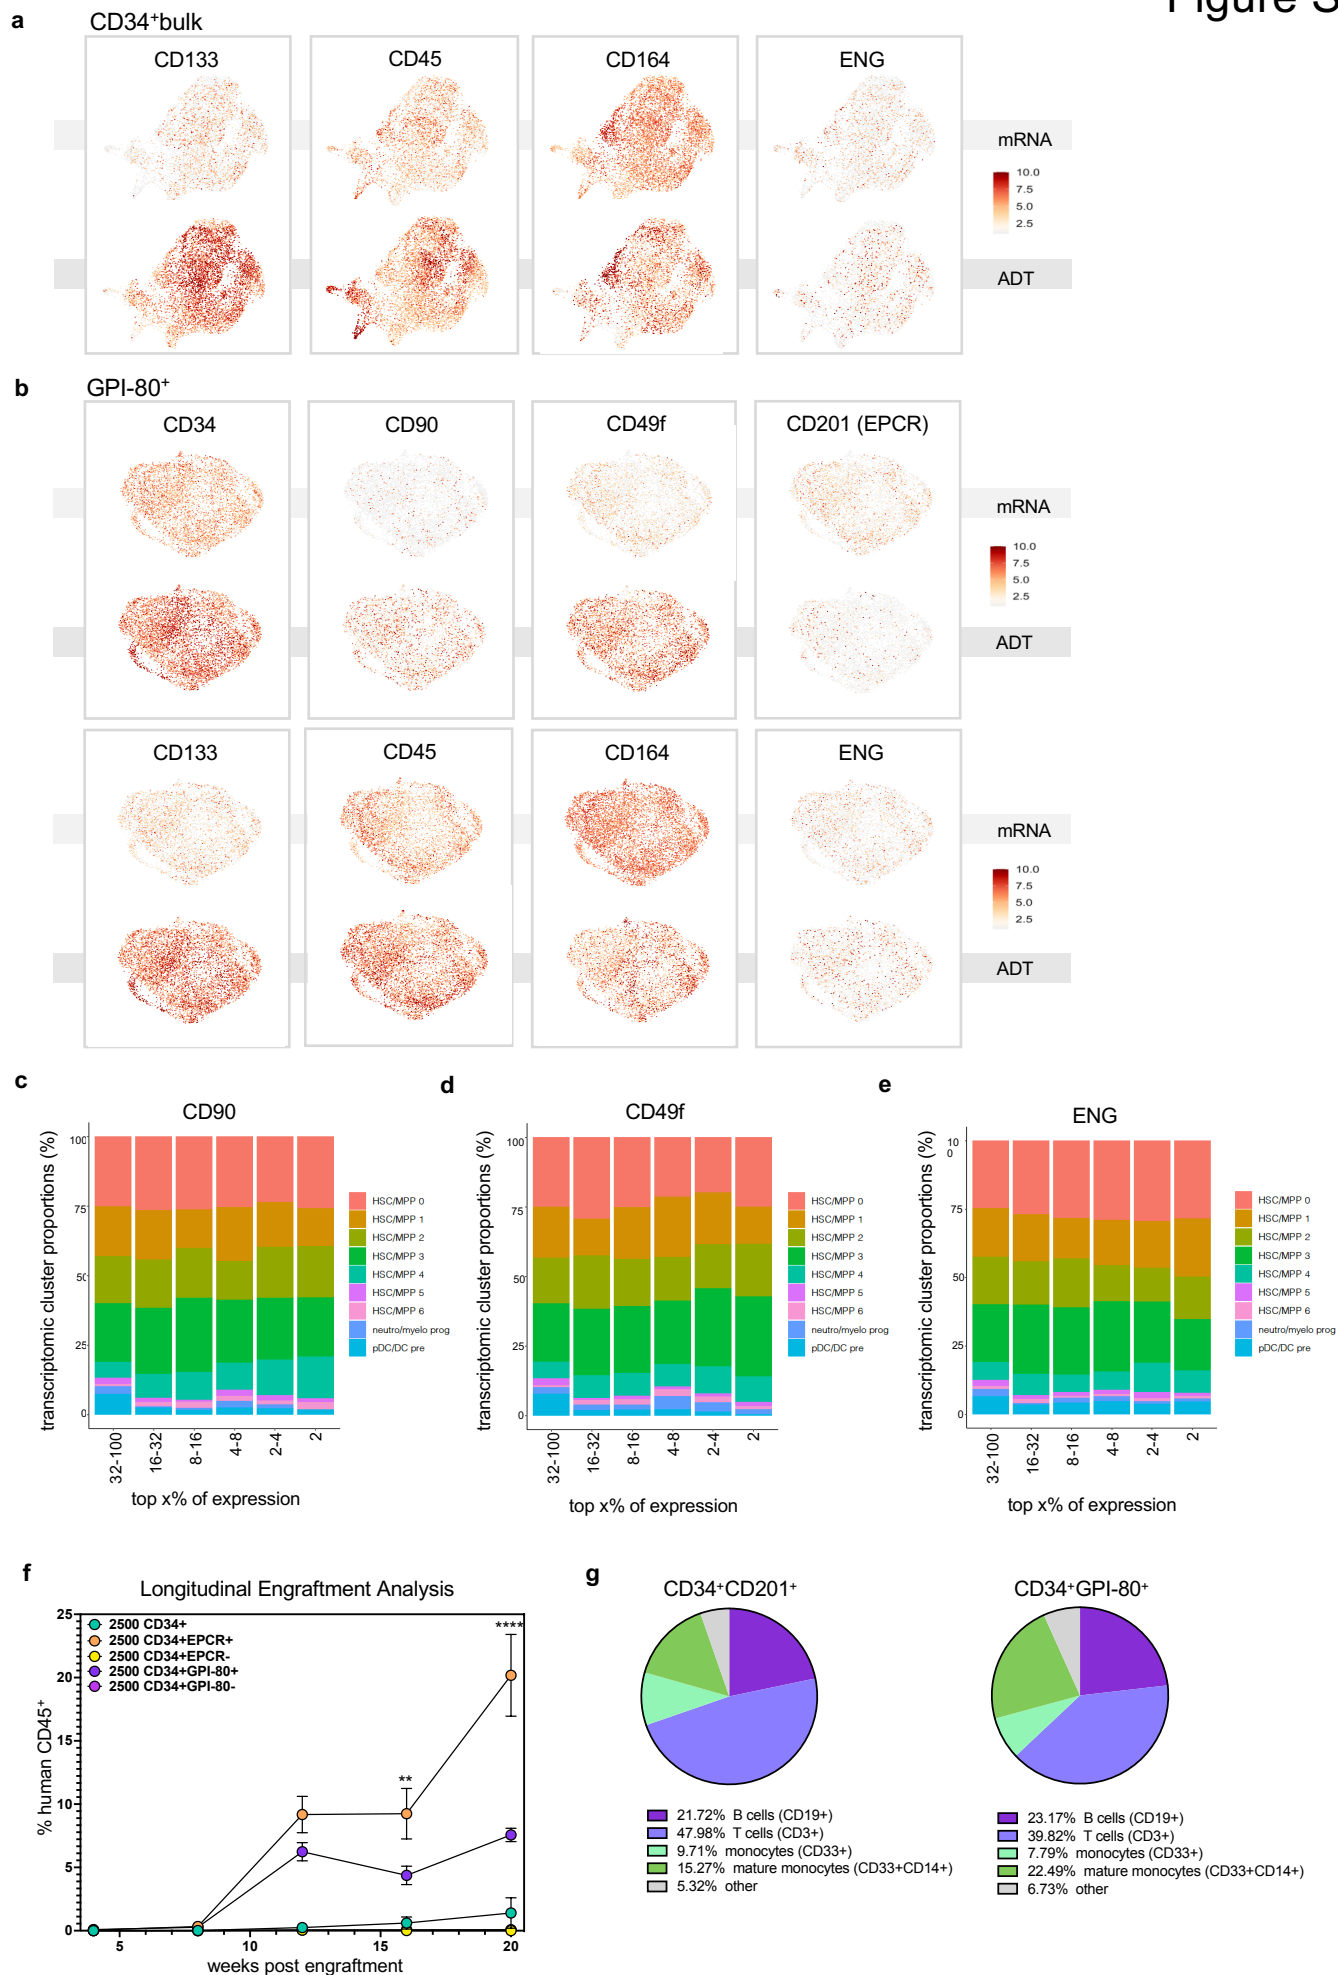 Figure S
a
CD34+bulk
CD133
CD45
CD164
ENG
mRNA
10.0
7.5
5.0
2.5
ADT
b
GPI-80+
CD34
CD90
CD49f
CD201 (EPCR)
mRNA
10.0
7.5
5.0
2.5
ADT
CD133
CD45
CD164
ENG
mRNA
10.0
7.5
5.0
2.5
ADT
c
CD90
transcriptomic cluster proportions (%)
100
75
50
25
0
32-100
16-32
8-16
4-8
2-4
2
top x% of expression
HSC/MPP 0
HSC/MPP 1
HSC/MPP 2
HSC/MPP 3
HSC/MPP 4
HSC/MPP 5
HSC/MPP 6
neutro/myelo prog
pDC/DC pre
d
CD49f
transcriptomic cluster proportions (%)
100
75
50
25
0
32-100
16-32
8-16
4-8
2-4
2
top x% of expression
HSC/MPP 0
HSC/MPP 1
HSC/MPP 2
HSC/MPP 3
HSC/MPP 4
HSC/MPP 5
HSC/MPP 6
neutro/myelo prog
pDC/DC pre
e
ENG
transcriptomic cluster proportions (%)
10
0
75
50
25
0
32-100
16-32
8-16
4-8
2-4
2
top x% of expression
HSC/MPP 0
HSC/MPP 1
HSC/MPP 2
HSC/MPP 3
HSC/MPP 4
HSC/MPP 5
HSC/MPP 6
neutro/myelo prog
pDC/DC pre
f
Longitudinal Engraftment Analysis
% human CD45+
25
20
15
10
5
0
2500 CD34+
2500 CD34+EPCR+
2500 CD34+EPCR-
2500 CD34+GPI-80+
2500 CD34+GPI-80-
**
****
5
10
15
20
weeks post engraftment
g
CD34+CD201+
21.72% B cells (CD19+)
47.98% T cells (CD3+)
9.71% monocytes (CD33+)
15.27% mature monocytes (CD33+CD14+)
5.32% other
CD34+GPI-80+
23.17% B cells (CD19+)
39.82% T cells (CD3+)
7.79% monocytes (CD33+)
22.49% mature monocytes (CD33+CD14+)
6.73% other